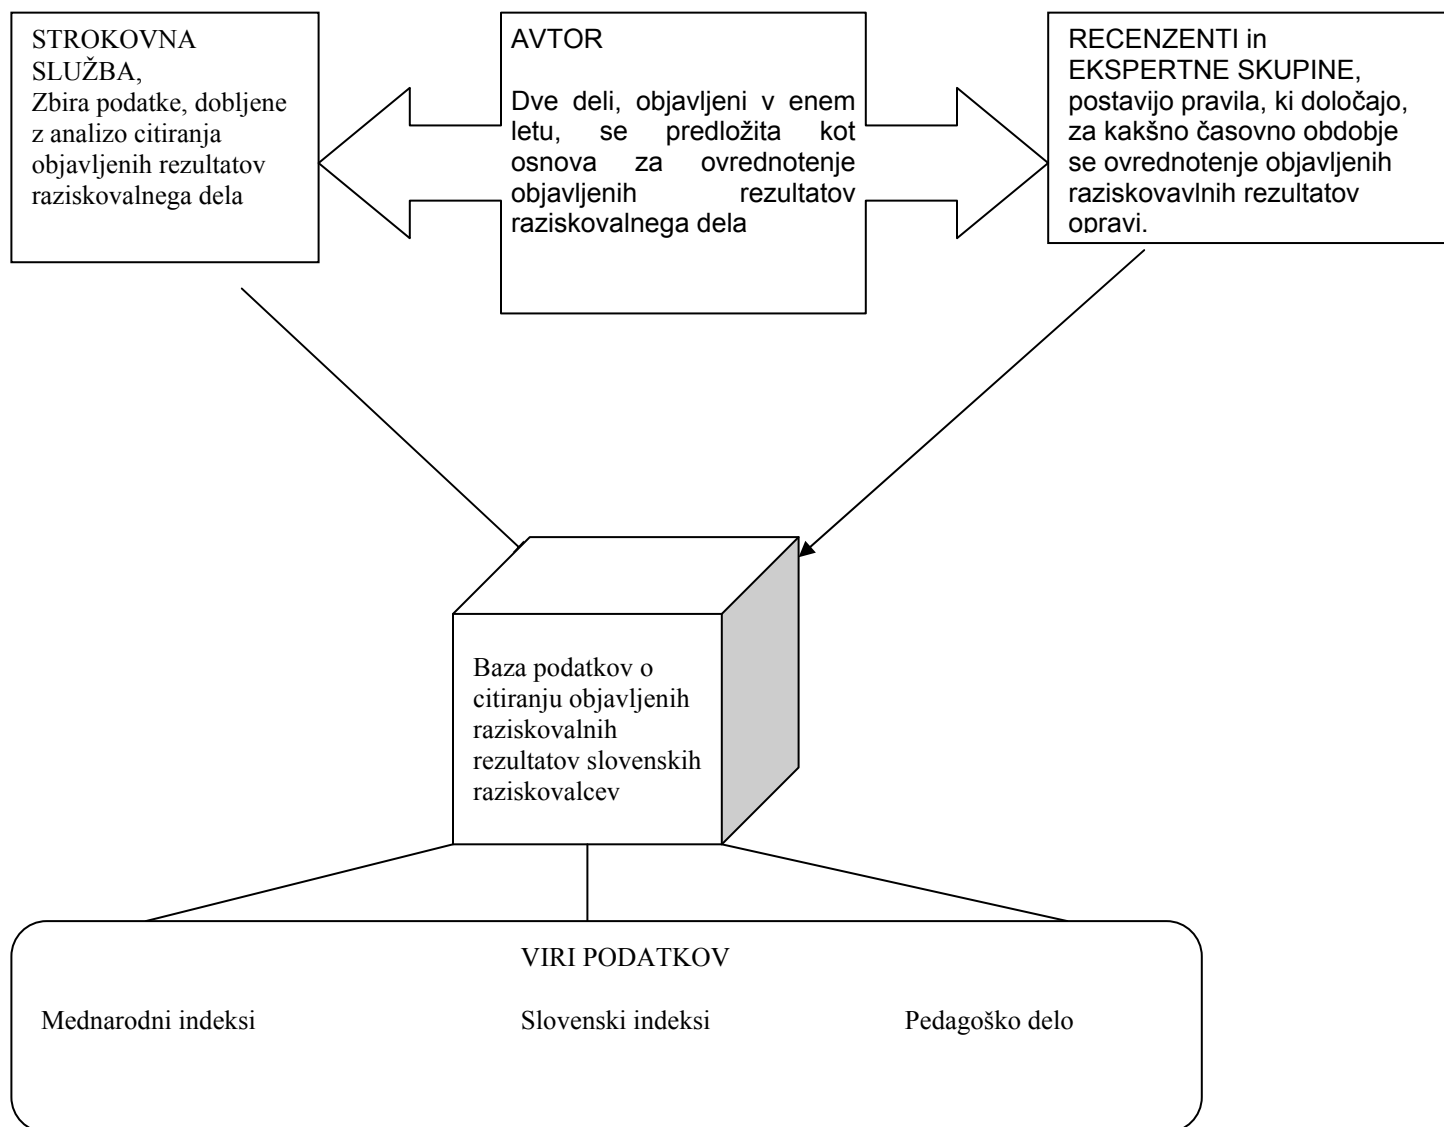 STROKOVNA
SLUŽBA,
Zbira podatke, dobljene
z analizo citiranja
objavljenih rezultatov
raziskovalnega dela
AVTOR
Dve deli, objavljeni v enem
letu, se predložita kot
osnova za ovrednotenje
objavljenih rezultatov
raziskovalnega dela
RECENZENTI in
EKSPERTNE SKUPINE,
postavijo pravila, ki določajo,
za kakšno časovno obdobje
se ovrednotenje objavljenih
raziskovavlnih rezultatov
opravi.
Baza podatkov o
citiranju objavljenih
raziskovalnih
rezultatov slovenskih
raziskovalcev
VIRI PODATKOV
Mednarodni indeksi
Slovenski indeksi
Pedagoško delo